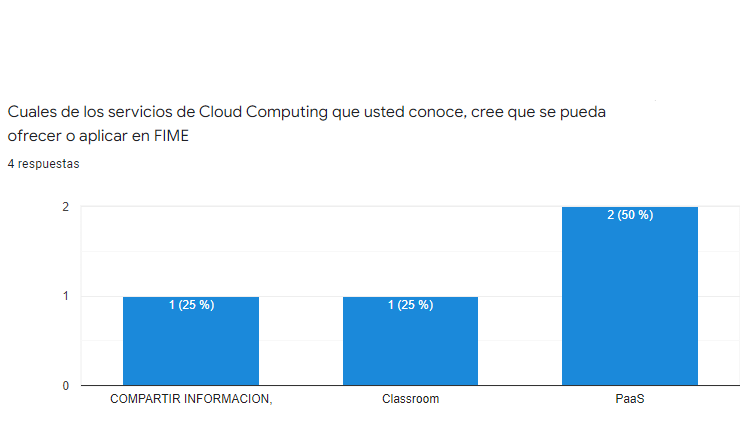 Cuales de los servicios de Cloud Computing que usted conoce, cree que se pueda
ofrecer o aplicar en FIME
4 respuestas
2
2 (50 %)
1
1 (25 %)
1 (25 %)
0
COMPARTIR INFORMACION,
Classroom
PaaS